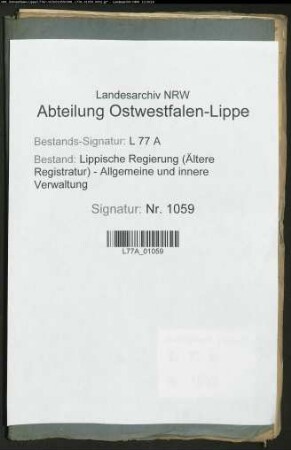 Landesarchiv NRW
Abteilung Ostwestfalen-Lippe
Bestands-Signatur: L 77 A
Bestand: Lippische Regierung (Ältere
Registratur) - Allgemeine und innere
Verwaltung
Signatur: Nr. 1059
L77A_01059